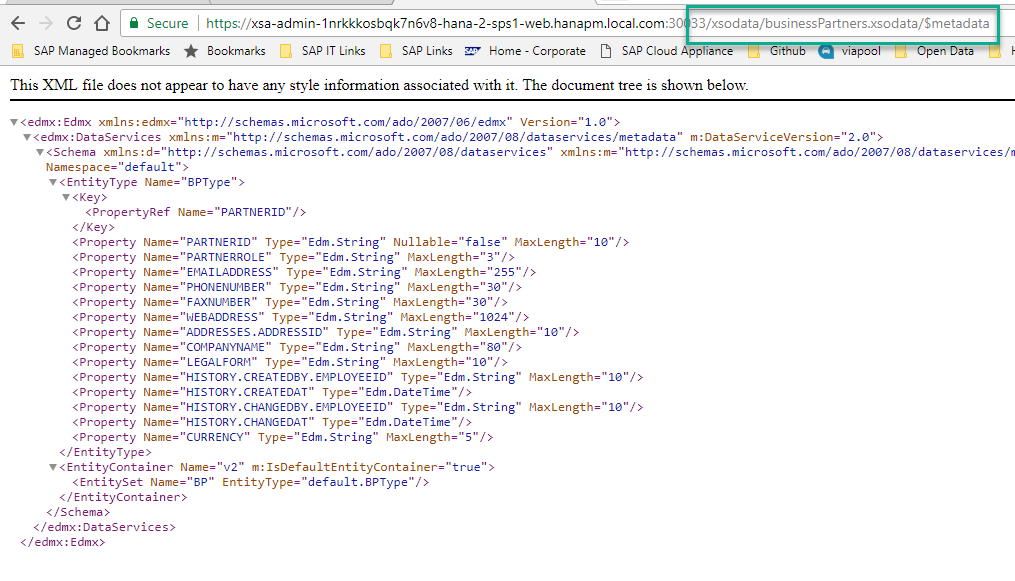 Secure https://xsa-admin-1nrkkkosbqk7n6v8-hana-2-sps1-web.hanapm.local.com:30033/xsodata/businessPartners.xsodata/$metadata
SAP Managed Bookmarks Bookmarks SAP IT Links SAP Links Home - Corporate SAP Cloud Appliance Github viapool Open Data H
This XML file does not appear to have any style information associated with it. The document tree is shown below.
<edmx:Edmx xmlns:edmx="http://schemas.microsoft.com/ado/2007/06/edmx" Version="1.0">
<edmx:DataServices xmlns:m="http://schemas.microsoft.com/ado/2007/08/dataservices/metadata" m:DataServiceVersion="2.0">
<Schema xmlns:d="http://schemas.microsoft.com/ado/2007/08/dataservices" xmlns:m="http://schemas.microsoft.com/ado/2007/08/dataservices/m
Namespace="default">
<EntityType Name="BPType">
<Key>
<PropertyRef Name="PARTNERID"/>
</Key>
<Property Name="PARTNERID" Type="Edm.String" Nullable="false" MaxLength="10"/>
<Property Name="PARTNERROLE" Type="Edm.String" MaxLength="3"/>
<Property Name="EMAILADDRESS" Type="Edm.String" MaxLength="255"/>
<Property Name="PHONENUMBER" Type="Edm.String" MaxLength="30"/>
<Property Name="FAXNUMBER" Type="Edm.String" MaxLength="30"/>
<Property Name="WEBADDRESS" Type="Edm.String" MaxLength="1024"/>
<Property Name="ADDRESSES.ADDRESSID" Type="Edm.String" MaxLength="10"/>
<Property Name="COMPANYNAME" Type="Edm.String" MaxLength="80"/>
<Property Name="LEGALFORM" Type="Edm.String" MaxLength="10"/>
<Property Name="HISTORY.CREATEDBY.EMPLOYEEID" Type="Edm.String" MaxLength="10"/>
<Property Name="HISTORY.CREATEDAT" Type="Edm.DateTime"/>
<Property Name="HISTORY.CHANGEDBY.EMPLOYEEID" Type="Edm.String" MaxLength="10"/>
<Property Name="HISTORY.CHANGEDAT" Type="Edm.DateTime"/>
<Property Name="CURRENCY" Type="Edm.String" MaxLength="5"/>
</EntityType>
<EntityContainer Name="v2" m:IsDefaultEntityContainer="true">
<EntitySet Name="BP" EntityType="default.BPType"/>
</EntityContainer>
</Schema>
</edmx:DataServices>
</edmx:Edmx>